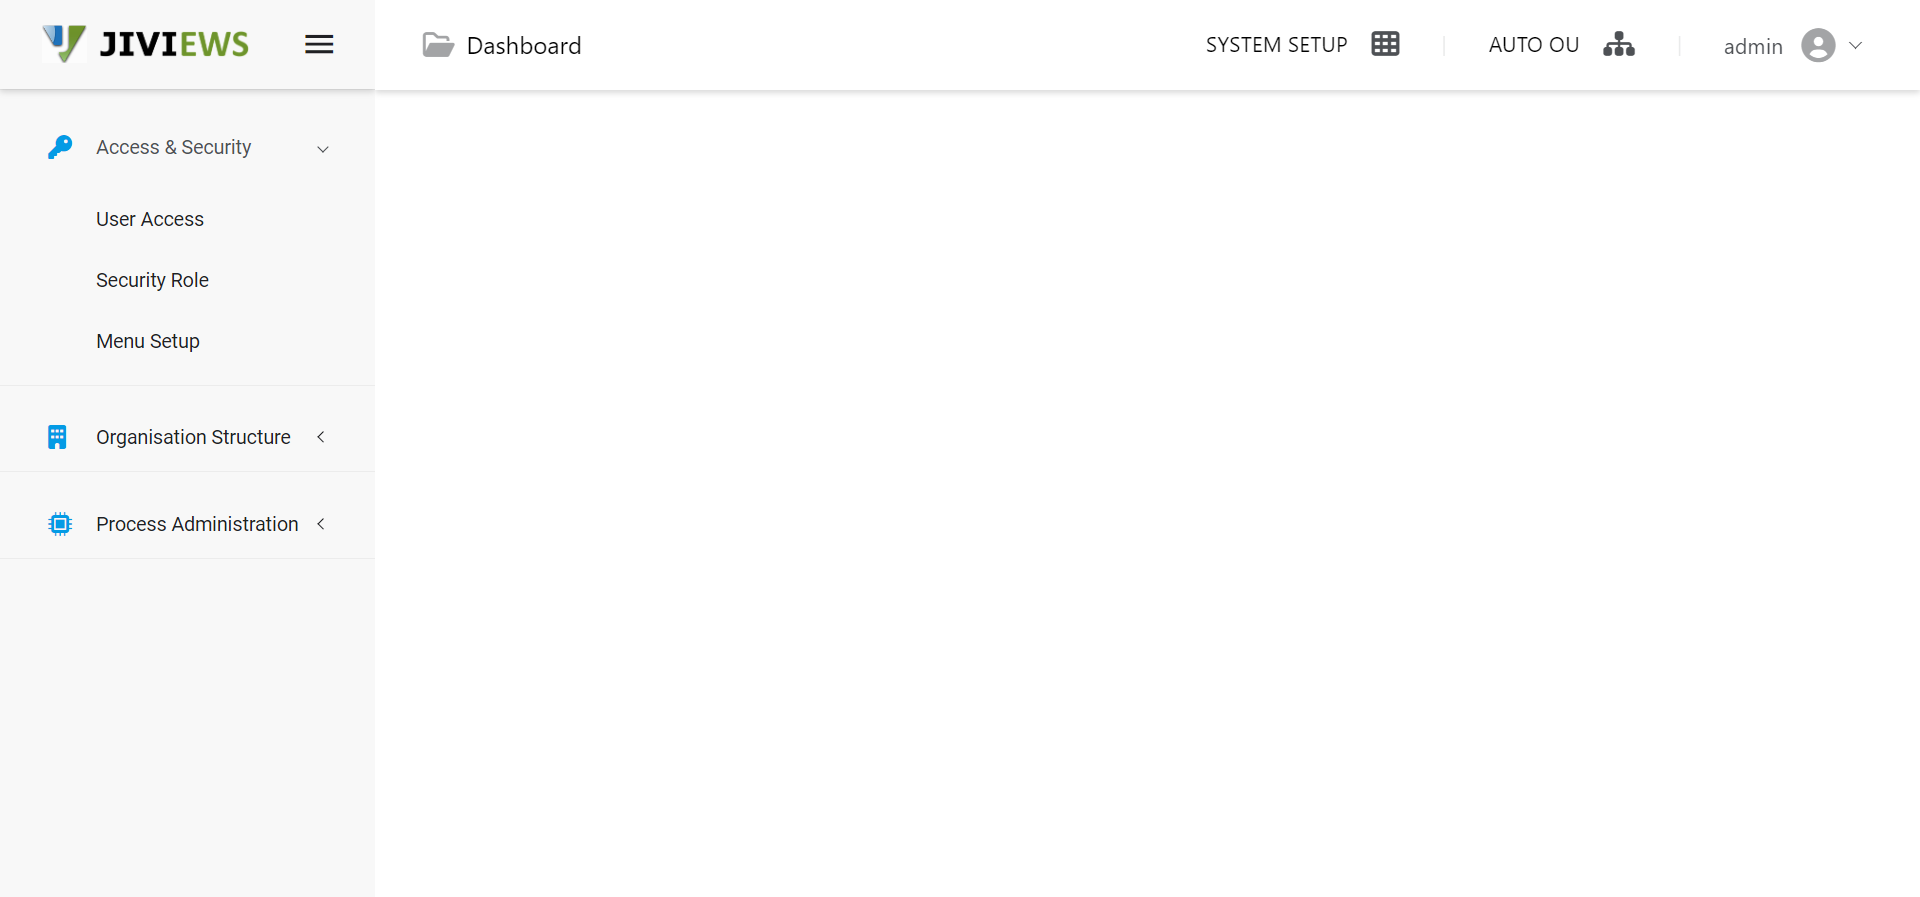 JIVIEWS
Dashboard
SYSTEM SETUP
AUTO OU
admin
Access & Security
User Access
Security Role
Menu Setup
Organisation Structure
Process Administration